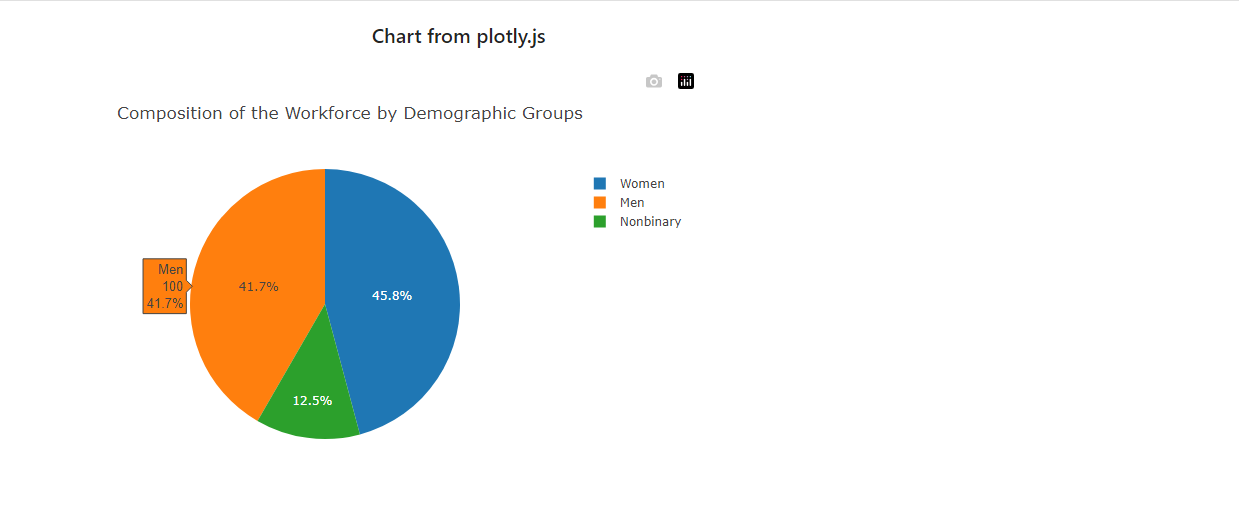 Chart from plotly.js
Composition of the Workforce by Demographic Groups
Women
Men
Nonbinary
Men
100
41.7%
41.7%
45.8%
12.5%